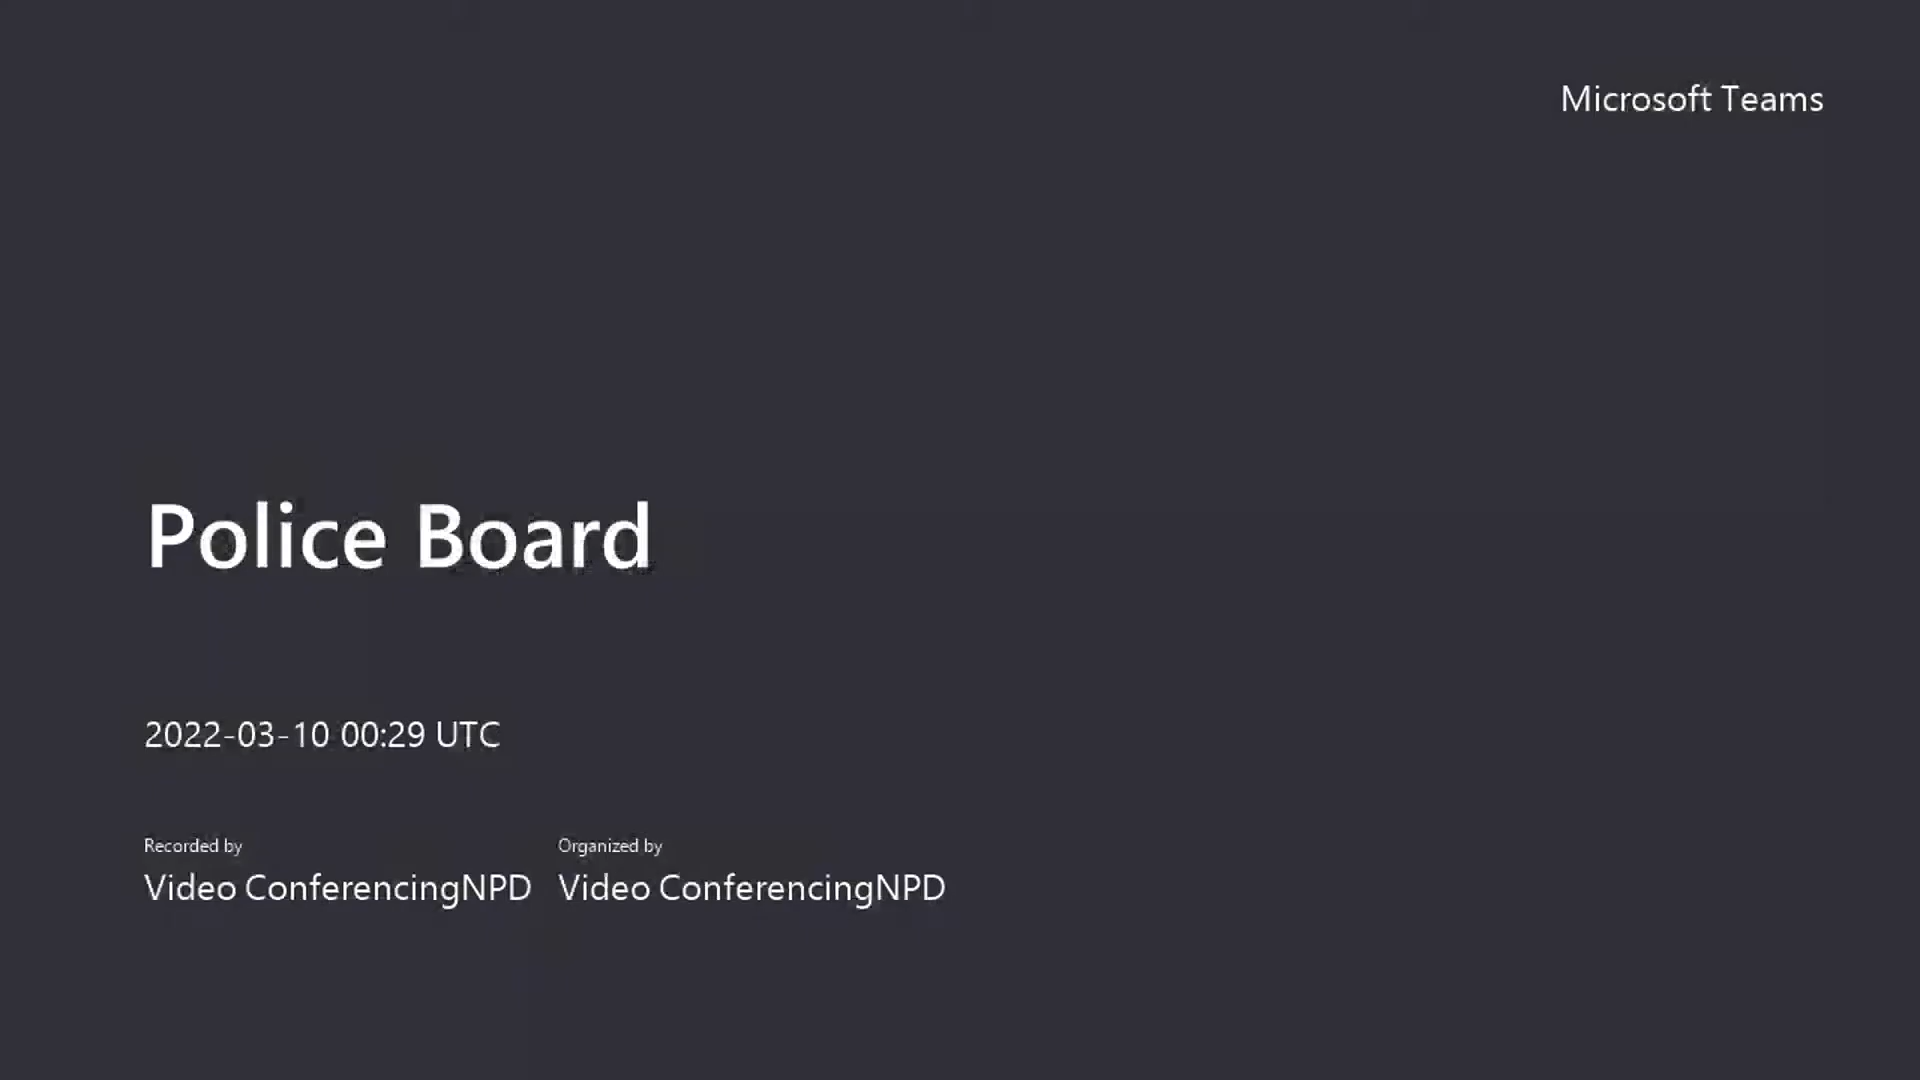 Microsoft Teams
Police Board
2022-03-10 00:29 UTC
Recorded by
Video ConferencingNPD
Organized by
Video ConferencingNPD